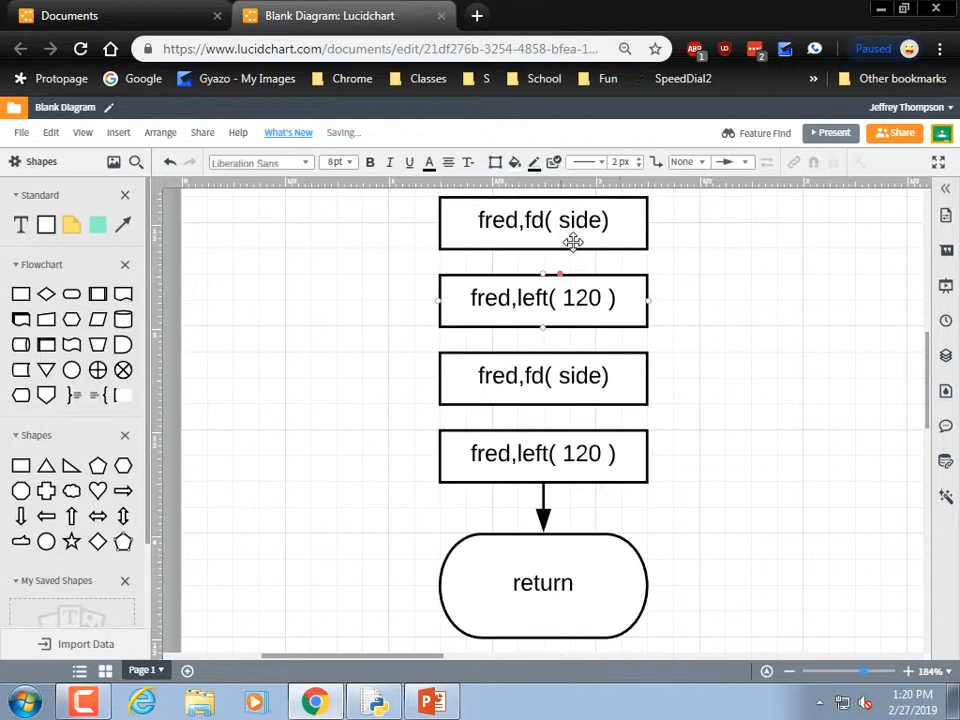 Documents
Blank Diagram: Lucidchart
https://www.lucidchart.com/documents/edit/21df276b-3254-4858-bfea-1...
ABP
1
2
Paused
Protopage
Google
Gyazo - My Images
Chrome
Classes
S
School
Fun
SpeedDial2
»
Other bookmarks
Blank Diagram
Jeffrey Thompson
File
Edit
View
Insert
Arrange
Share
Help
What's New
Saving...
Feature Find
Present
Share
Shapes
Liberation Sans
8pt
B
I
U
A
T
2 px
None
Standard
T
Flowchart
Shapes
My Saved Shapes
T
Import Data
fred,fd( side)
fred,left( 120 )
fred,fd( side)
fred,left( 120 )
return
Page 1
184%
1:20 PM
2/27/2019